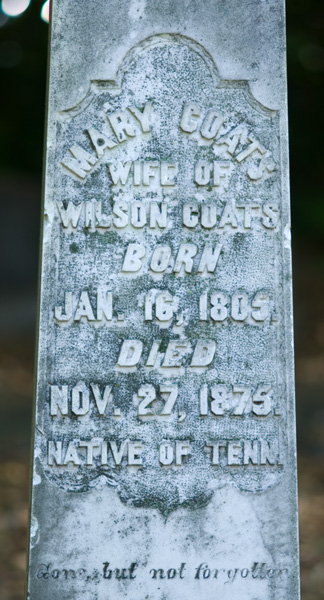 MARY COATS
WIFE OF
WILSON COATS
BORN
JAN. 16, 1805.
DIED
NOV. 27, 1875.
NATIVE OF TENN.
Gone, but not forgotten